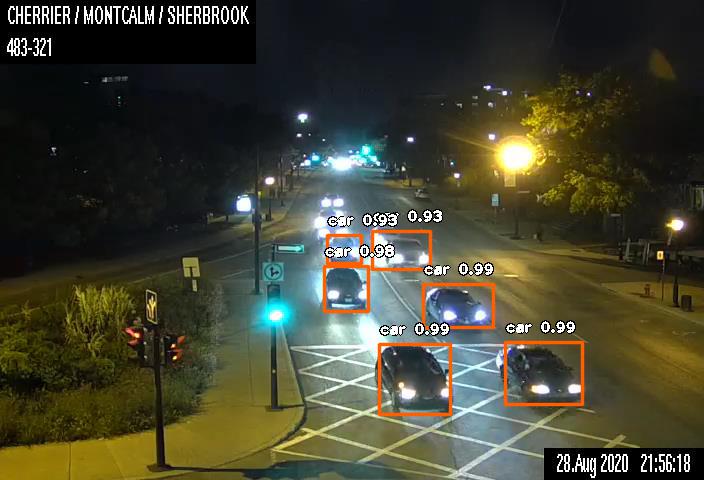 CHERRIER / MONTCALM / SHERBROOK
483-321
car 0.93
0.93
car 0.98
car 0.99
car 0.99
car 0.99
28.Aug 2020 21:56:18